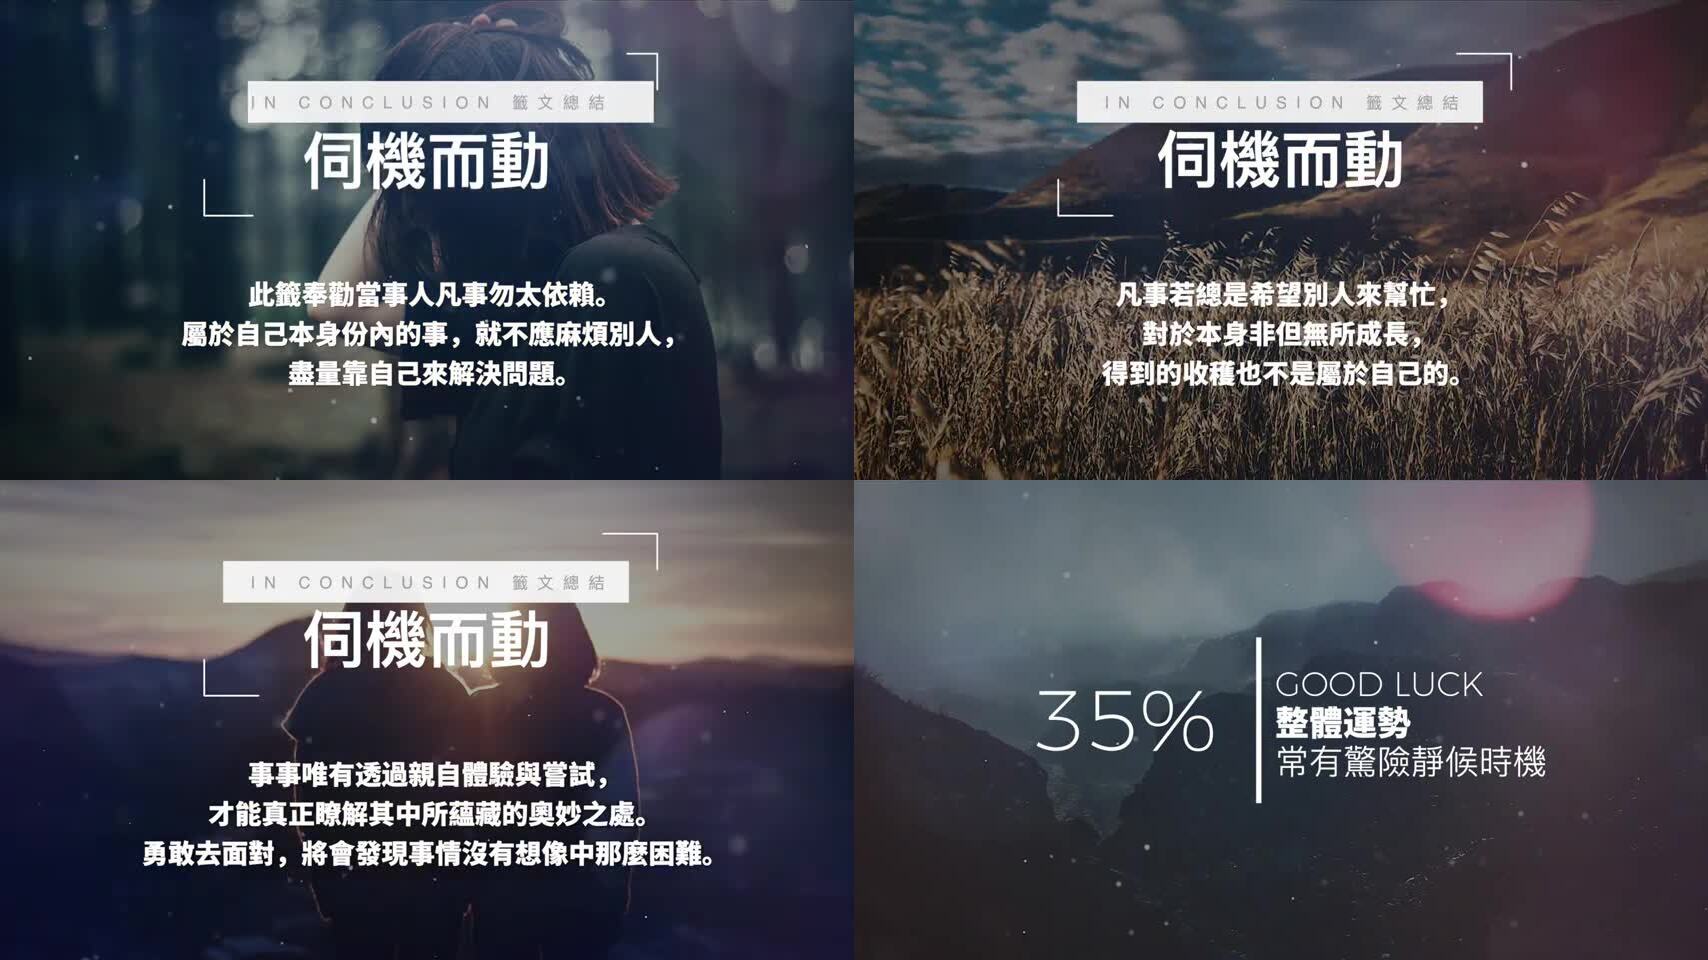 IN CONCLUSION 籤文總結
伺機而動
此籤奉勸當事人凡事勿太依賴。
屬於自己本身份內的事，就不應麻煩別人，
盡量靠自己來解決問題。
IN CONCLUSION 籤文總結
伺機而動
凡事若總是希望別人來幫忙，
對於本身非但無所成長，
得到的收穫也不是屬於自己的。
IN CONCLUSION 籤文總結
伺機而動
事事唯有透過親自體驗與嘗試，
才能真正瞭解其中所蘊藏的奧妙之處。
勇敢去面對，將會發現事情沒有想像中那麼困難。
35%
GOOD LUCK
整體運勢
常有驚險靜候時機